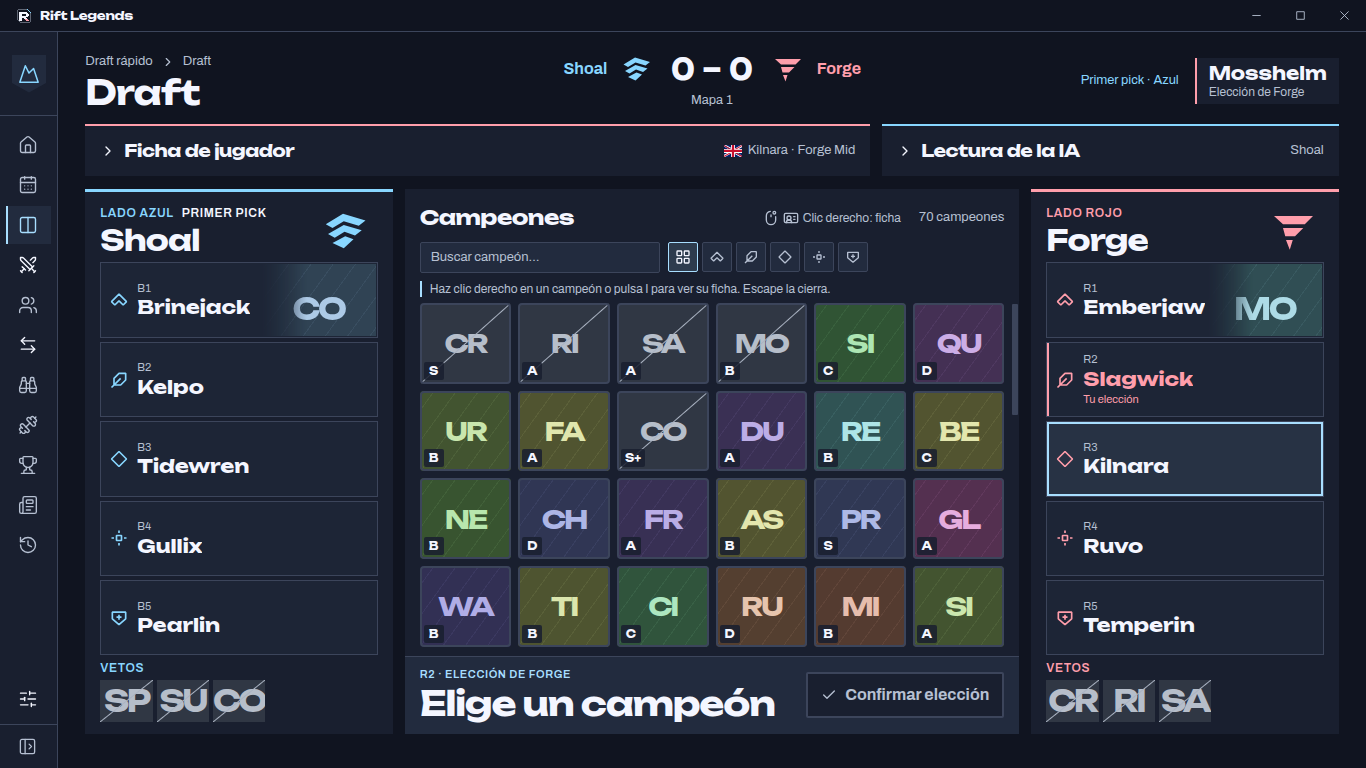 Rift Legends
Draft rápido > Draft
Draft
Shoal 0 – 0 Forge
Mapa 1
Primer pick · Azul
Mosshelm
Elección de Forge
Ficha de jugador
Kilnara · Forge Mid
Lectura de la IA
Shoal
LADO AZUL PRIMER PICK
Shoal
B1
Brinejack
CO
B2
Kelpo
B3
Tidewren
B4
Gullix
B5
Pearlin
VETOS
SP SU CO
Campeones
Clic derecho: ficha
70 campeones
Buscar campeón...
Haz clic derecho en un campeón o pulsa I para ver su ficha. Escape la cierra.
CR RI SA MO SI QU
S A A B C D
UR FA CO DU RE BE
B A S+ A B C
NE CH FR AS PR GL
B D A B S A
WA TI CI RU MI SI
B B C D B A
R2 · ELECCIÓN DE FORGE
Elige un campeón
Confirmar elección
LADO ROJO
Forge
R1
Emberjaw
MO
R2
Slagwick
Tu elección
R3
Kilnara
R4
Ruvo
R5
Temperin
VETOS
CR RI SA